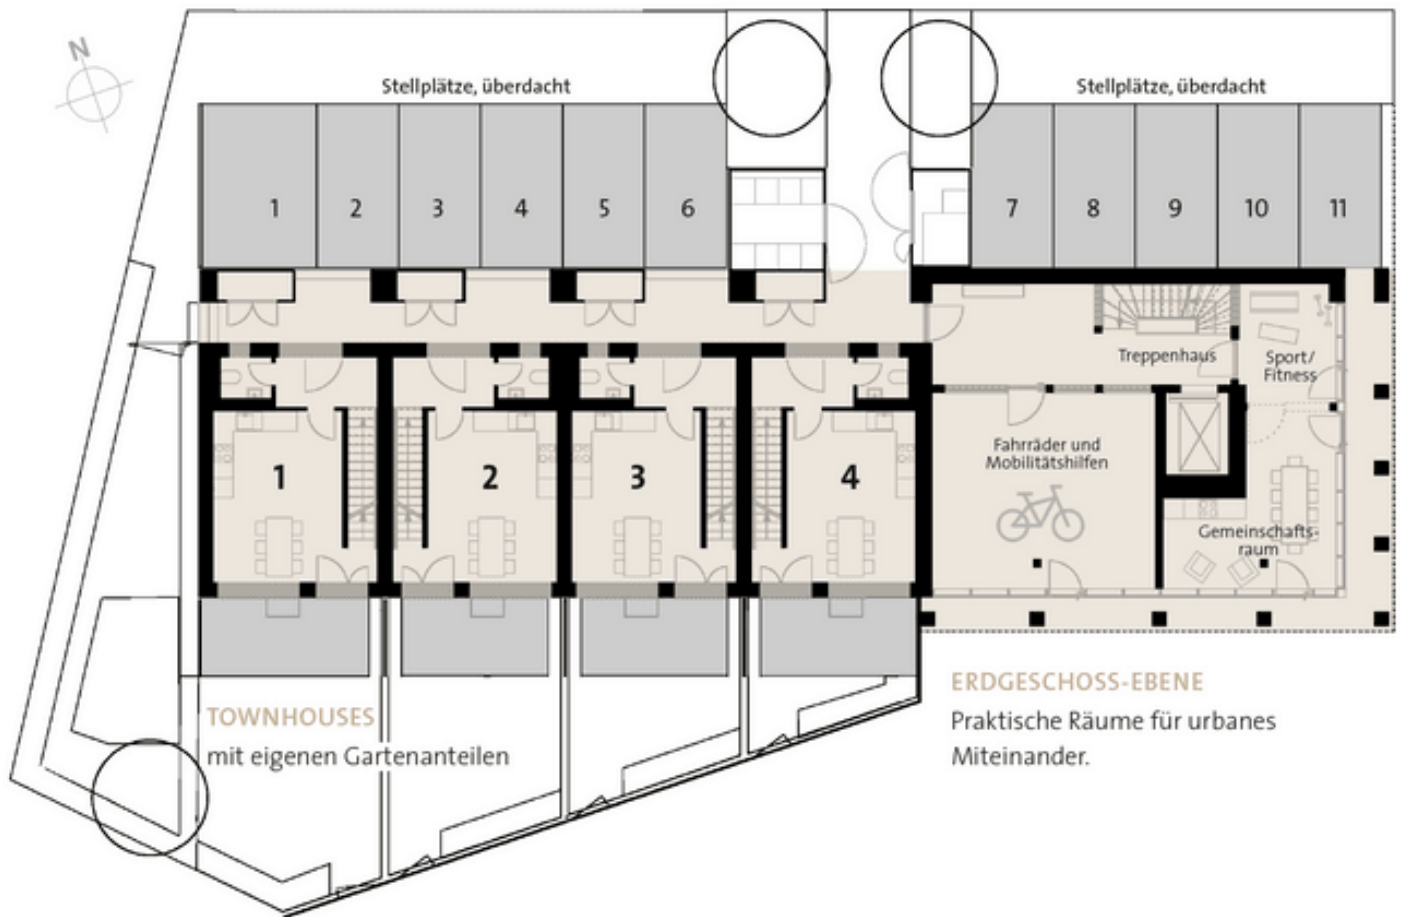 N
Stellplätze, überdacht
Stellplätze, überdacht
1
2
3
4
5
6
7
8
9
10
11
Treppenhaus
Sport/
Fitness
Fahrräder und
Mobilitätshilfen
1
2
3
4
Gemeinschafts-
raum
TOWNHOUSES
mit eigenen Gartenanteilen
ERDGESCHOSS-EBENE
Praktische Räume für urbanes
Miteinander.